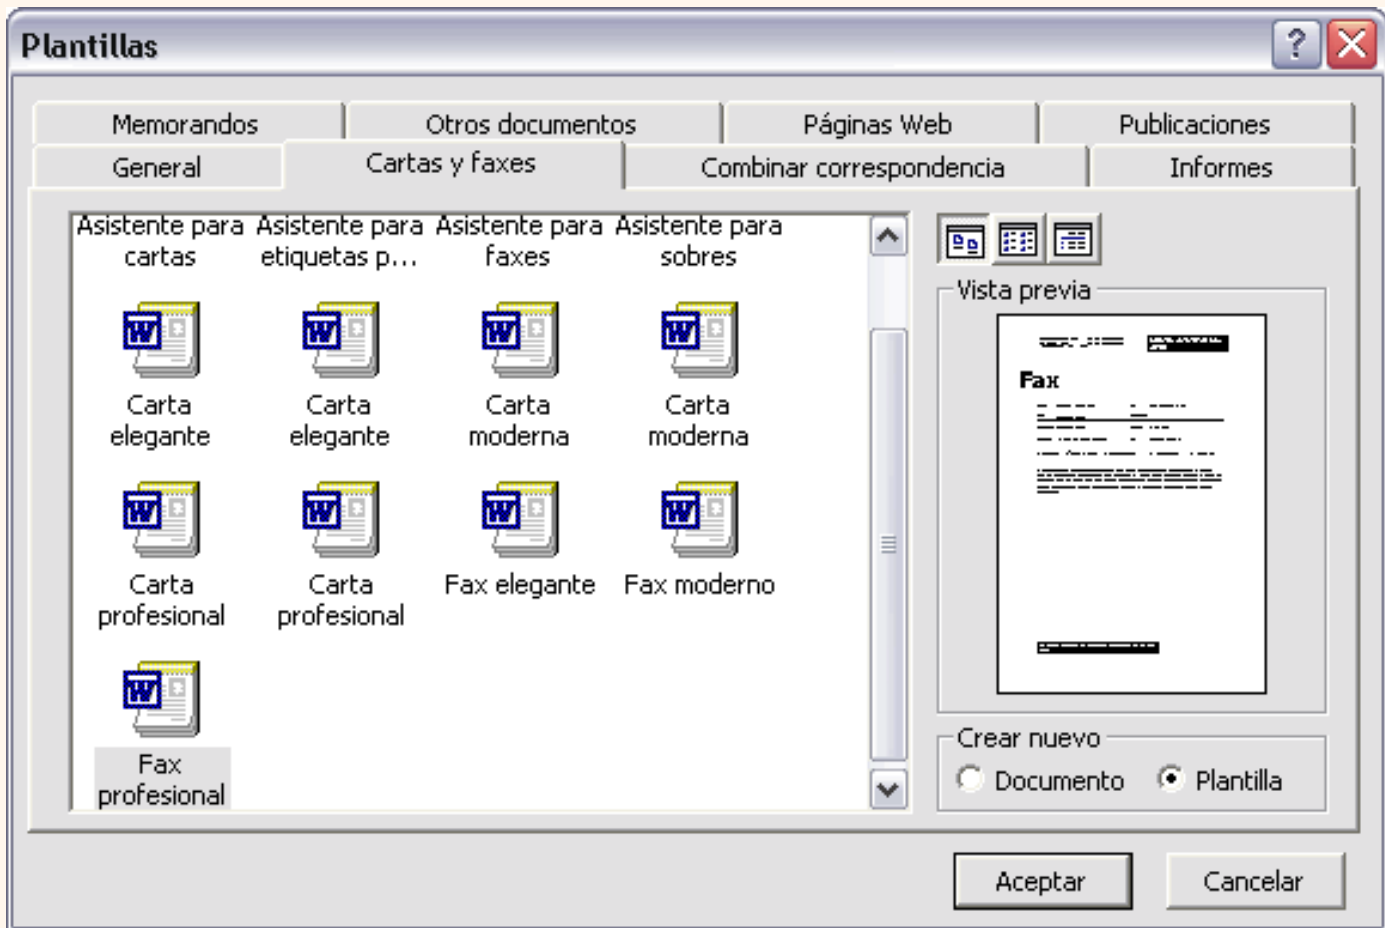 Plantillas
Memorandos Otros documentos Páginas Web Publicaciones
General Cartas y faxes Combinar correspondencia Informes
Asistente para Asistente para Asistente para Asistente para
cartas etiquetas p... faxes sobres
Vista previa
Fax
Carta Carta Carta Carta
elegante elegante moderna moderna
Carta Carta Fax elegante Fax moderno
profesional profesional
Fax
profesional
Crear nuevo
Documento Plantilla
Aceptar Cancelar